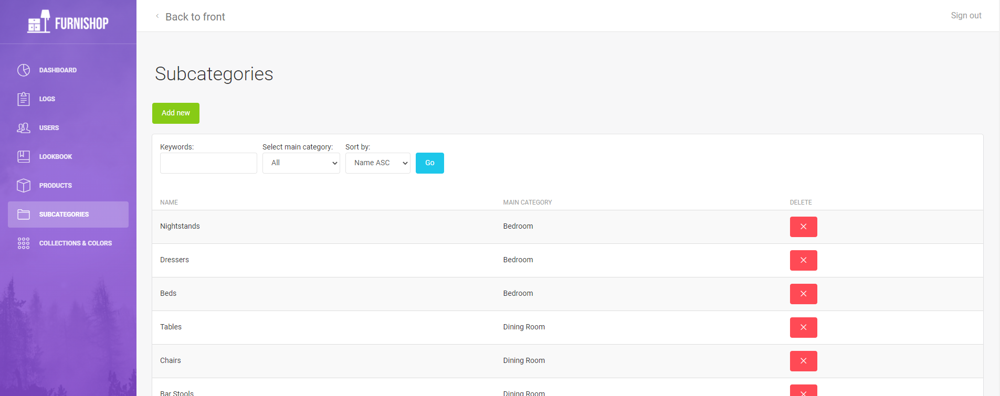 FURNISHOP
Back to front
Sign out
DASHBOARD
LOGS
USERS
LOOKBOOK
PRODUCTS
SUBCATEGORIES
COLLECTIONS & COLORS
Subcategories
Add new
Keywords: Select main category: Sort by:
All Name ASC Go
NAME MAIN CATEGORY DELETE
Nightstands Bedroom
Dressers Bedroom
Beds Bedroom
Tables Dining Room
Chairs Dining Room
Bar Stools Dining Room